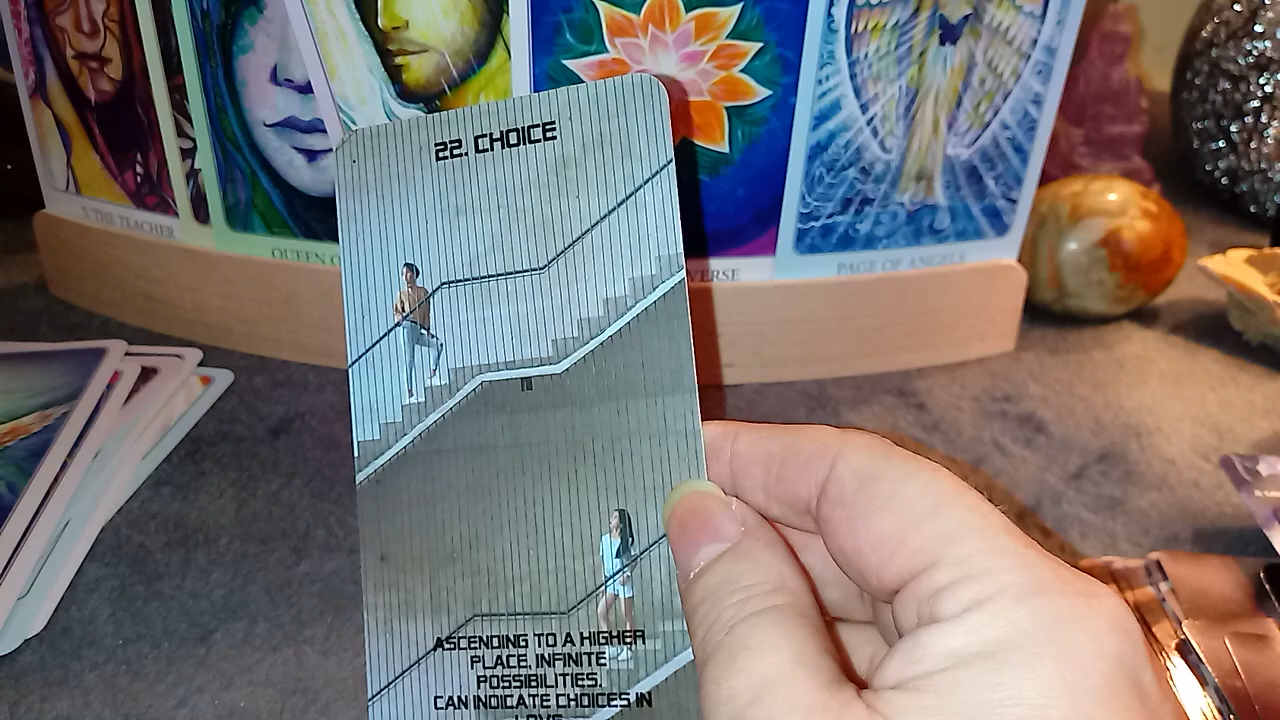 22. CHOICE
ASCENDING TO A HIGHER
PLACE, INFINITE
POSSIBILITIES.
CAN INDICATE CHOICES IN
LOVE
5 THE TEACHER
QUEEN O
VERSE
PAGE OF ANGELS